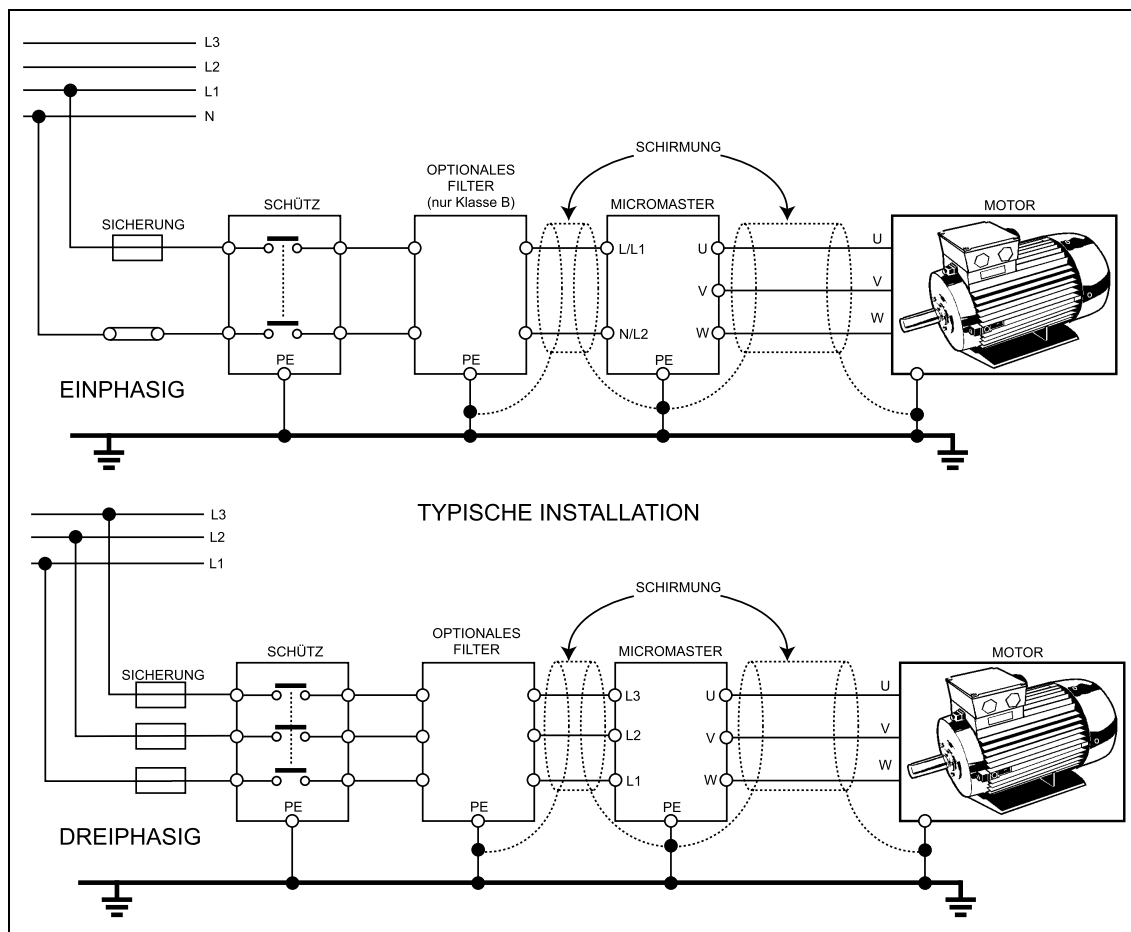 L3
L2
L1
N
SCHIRMUNG
OPTIONALES
FILTER
(nur Klasse B)
SICHERUNG
SCHÜTZ
MICROMASTER
MOTOR
L/L1
U
U
V
V
N/L2
W
W
PE
PE
PE
EINPHASIG
TYPISCHE INSTALLATION
L3
L2
L1
SCHIRMUNG
OPTIONALES
FILTER
SICHERUNG
SCHÜTZ
MICROMASTER
MOTOR
L3
U
U
L2
V
V
L1
W
W
PE
PE
PE
DREIPHASIG